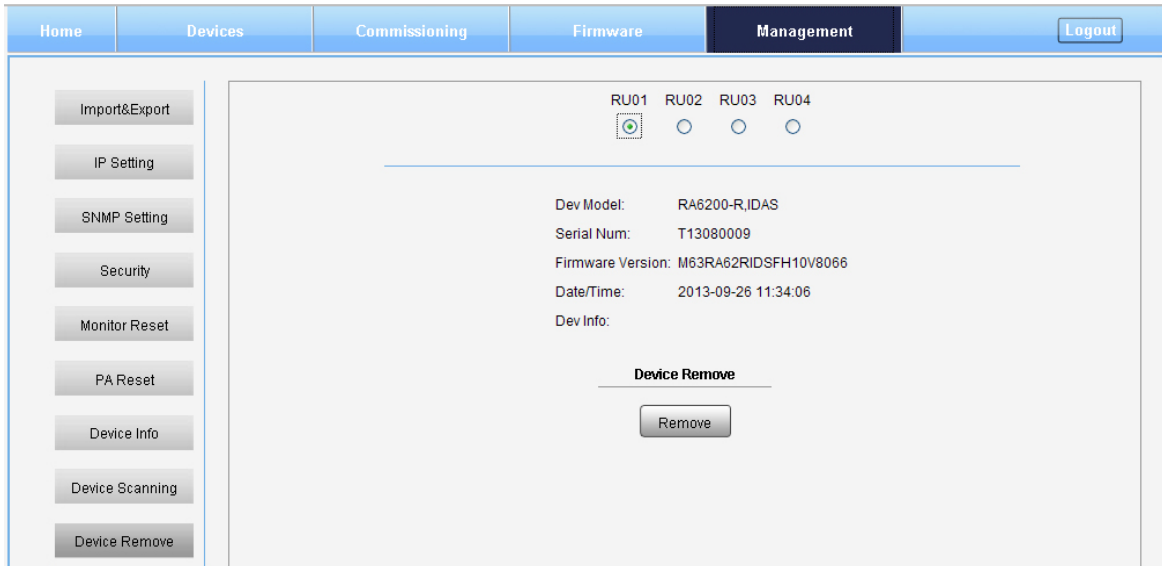 Home Devices Commissioning Firmware Management Logout
Import&Export
IP Setting
SNMP Setting
Security
Monitor Reset
PA Reset
Device Info
Device Scanning
Device Remove
RU01 RU02 RU03 RU04
Dev Model: RA6200-R,IDAS
Serial Num: T13080009
Firmware Version: M63RA62RIDSFH10V8066
Date/Time: 2013-09-26 11:34:06
Dev Info:
Device Remove
Remove